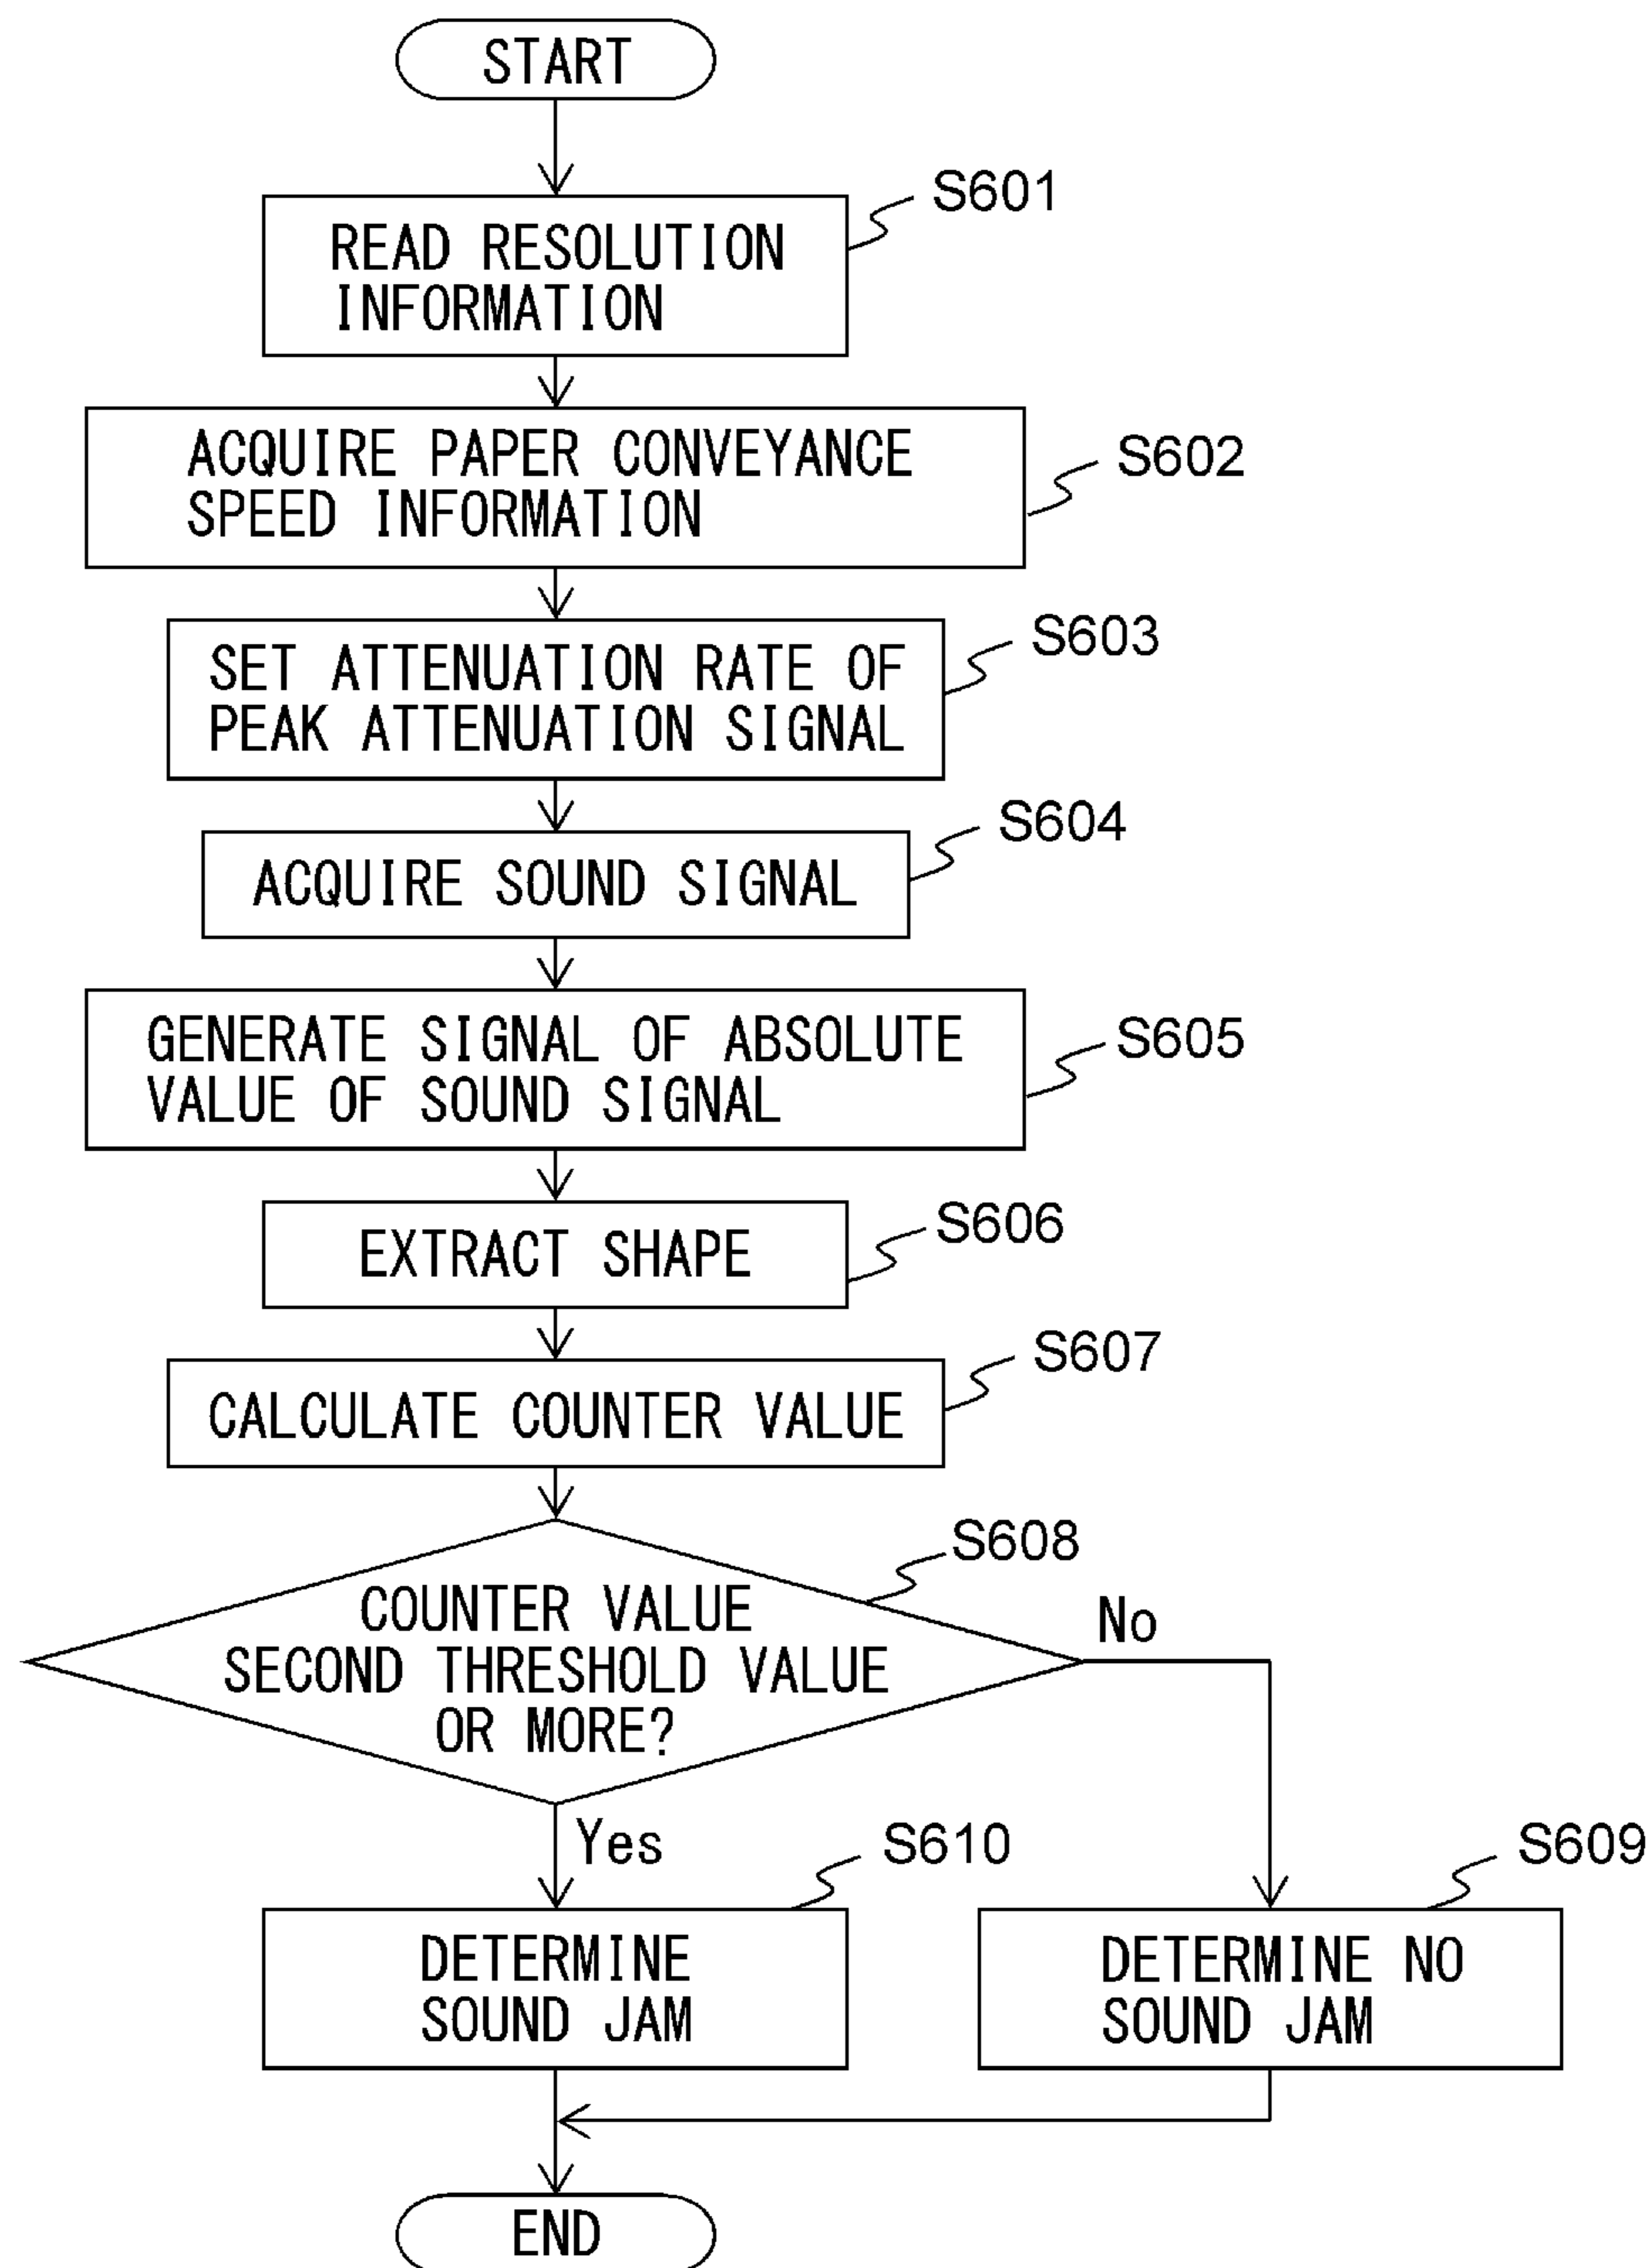 START
S601
READ RESOLUTION
INFORMATION
S602
ACQUIRE PAPER CONVEYANCE
SPEED INFORMATION
S603
SET ATTENUATION RATE OF
PEAK ATTENUATION SIGNAL
S604
ACQUIRE SOUND SIGNAL
S605
GENERATE SIGNAL OF ABSOLUTE
VALUE OF SOUND SIGNAL
S606
EXTRACT SHAPE
S607
CALCULATE COUNTER VALUE
S608
COUNTER VALUE
SECOND THRESHOLD VALUE
OR MORE?
No
Yes
S610
DETERMINE
SOUND JAM
S609
DETERMINE NO
SOUND JAM
END